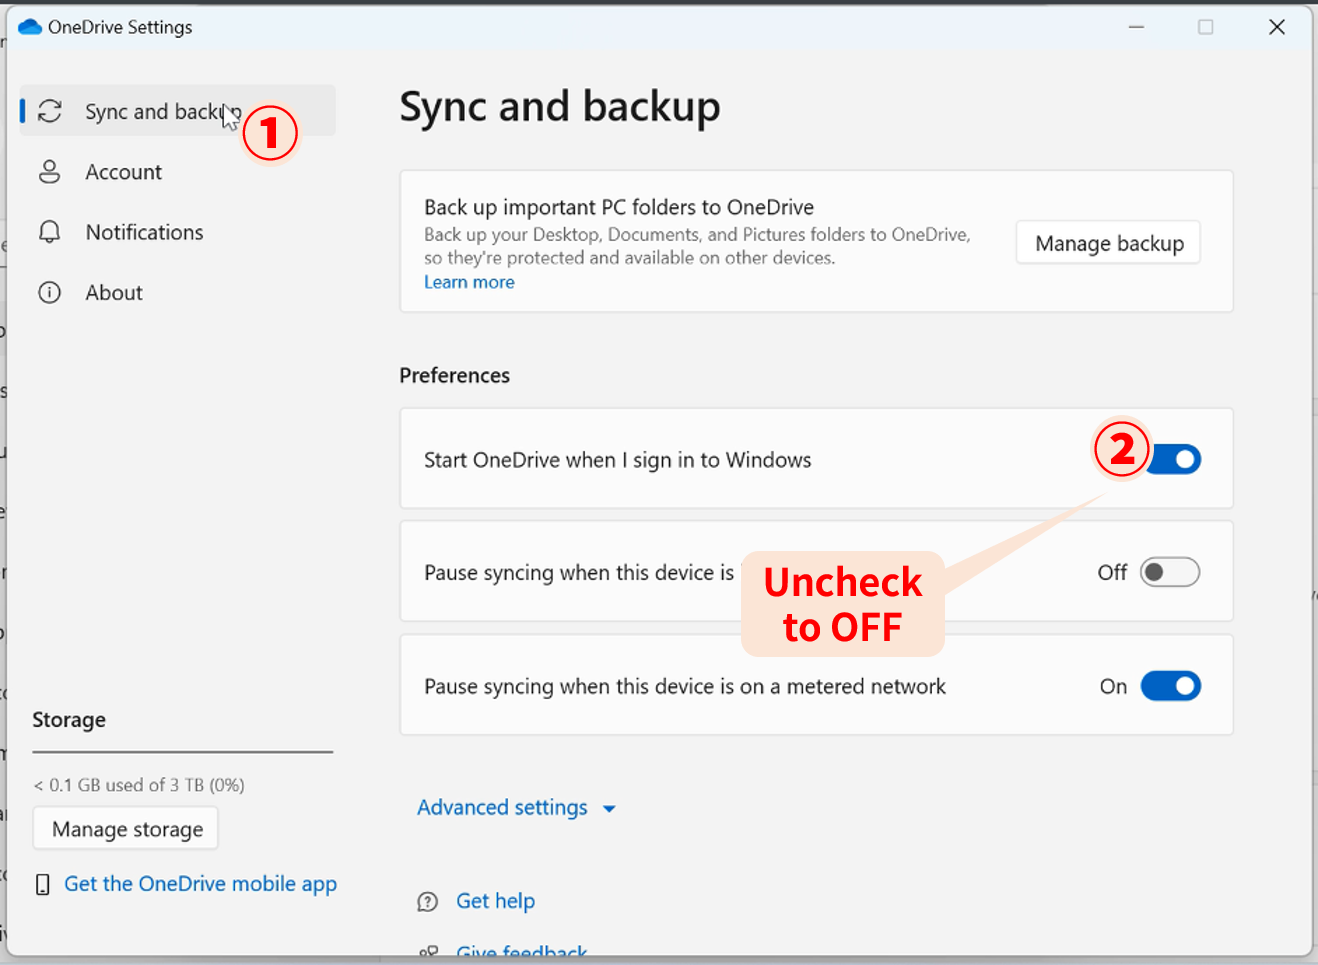 OneDrive Settings
Sync and backup
1
Account
Notifications
About
Sync and backup
Back up important PC folders to OneDrive
Back up your Desktop, Documents, and Pictures folders to OneDrive,
so they're protected and available on other devices.
Learn more
Manage backup
Preferences
Start OneDrive when I sign in to Windows
2
Pause syncing when this device is
Off
Uncheck
to OFF
Pause syncing when this device is on a metered network
On
Advanced settings
Get help
Give feedback
Storage
< 0.1 GB used of 3 TB (0%)
Manage storage
Get the OneDrive mobile app